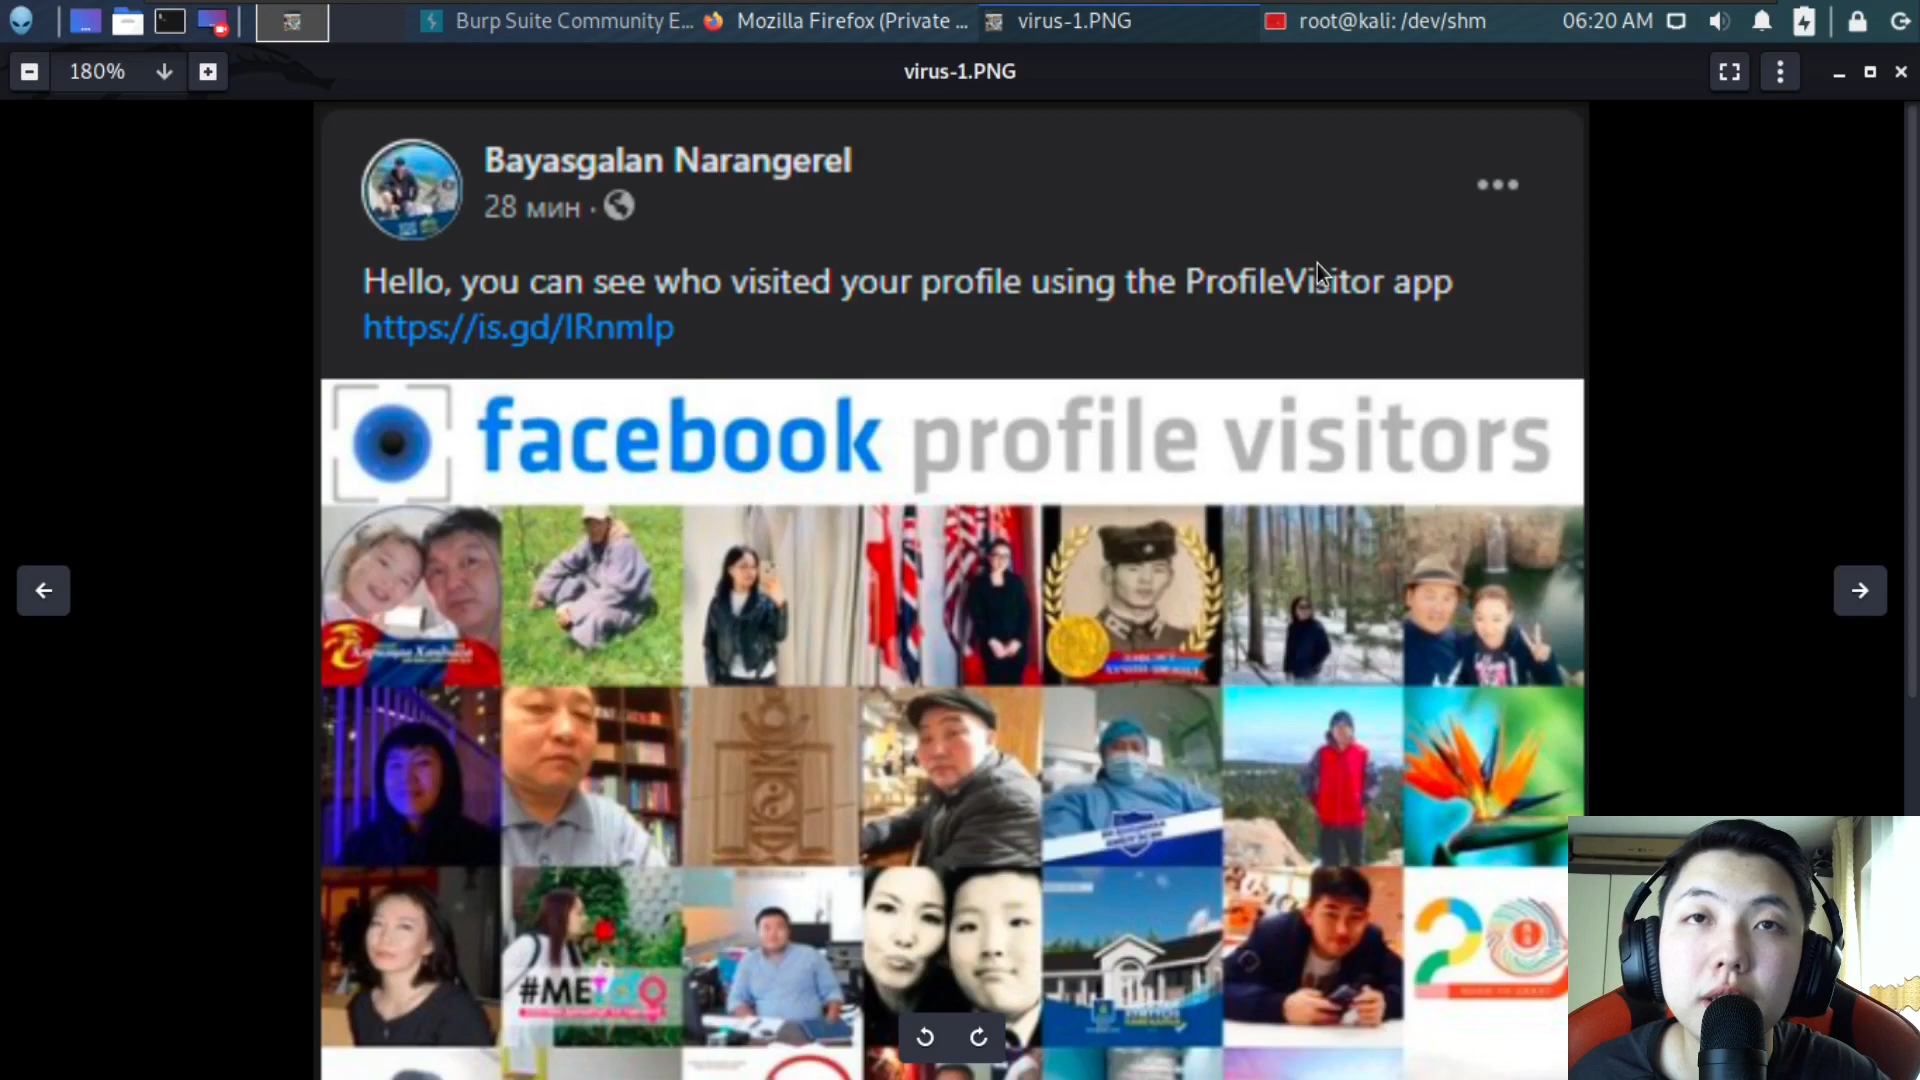 Burp Suite Community E...
Mozilla Firefox (Private ...
virus-1.PNG
root@kali: /dev/shm
06:20 AM
180%
virus-1.PNG
Bayasgalan Narangerel
28 мин ·
Hello, you can see who visited your profile using the ProfileVisitor app
https://is.gd/IRnmIp
facebook profile visitors